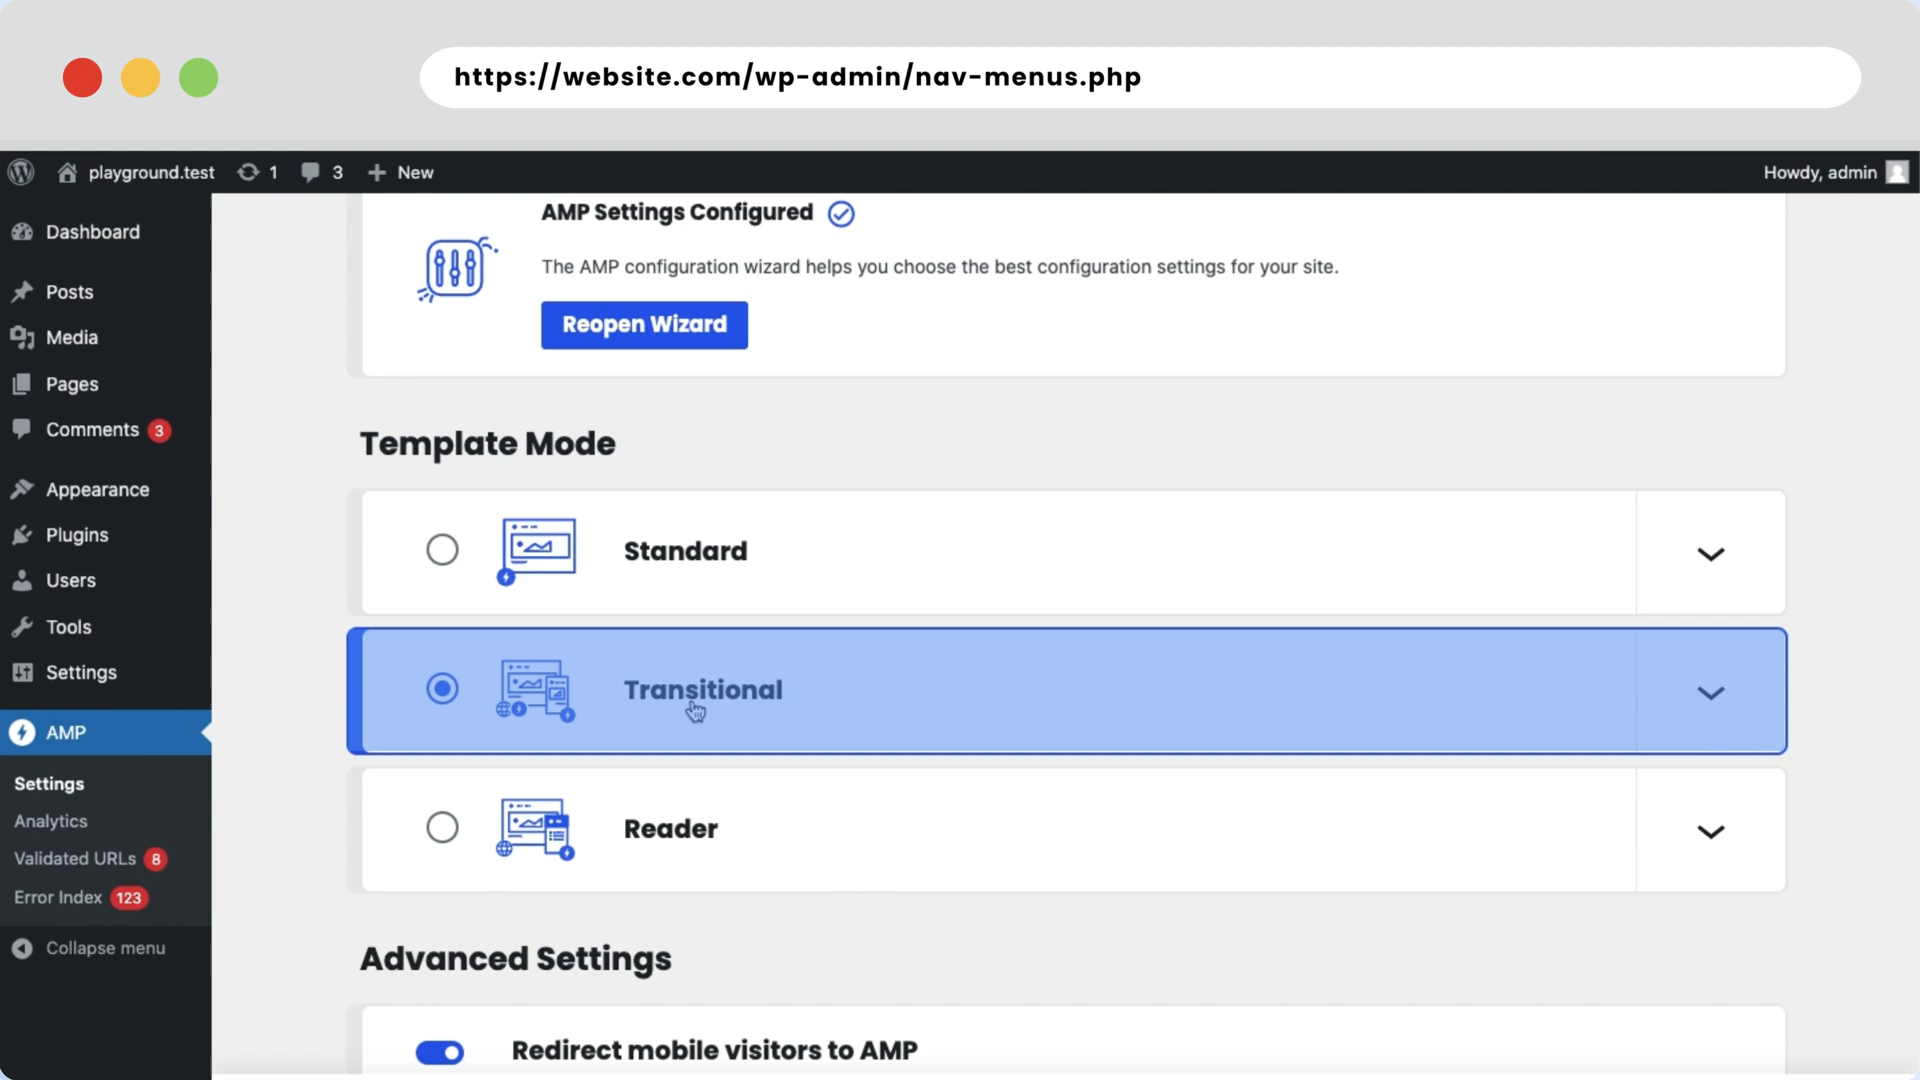 https://website.com/wp-admin/nav-menus.php
playground.test 1 3 New Howdy, admin
Dashboard
Posts
Media
Pages
Comments 3
Appearance
Plugins
Users
Tools
Settings
AMP
Settings
Analytics
Validated URLs 8
Error Index 123
Collapse menu
AMP Settings Configured
The AMP configuration wizard helps you choose the best configuration settings for your site.
Reopen Wizard
Template Mode
Standard
Transitional
Reader
Advanced Settings
Redirect mobile visitors to AMP